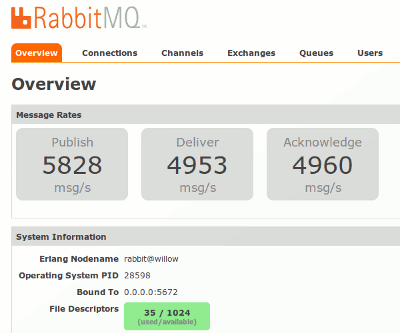 RabbitMQ
Overview Connections Channels Exchanges Queues Users
Overview
Message Rates
Publish Deliver Acknowledge
5828 4953 4960
msg/s msg/s msg/s
System Information
Erlang Nodename rabbit@willow
Operating System PID 28598
Bound To 0.0.0.0:5672
File Descriptors 35 / 1024
(used/available)